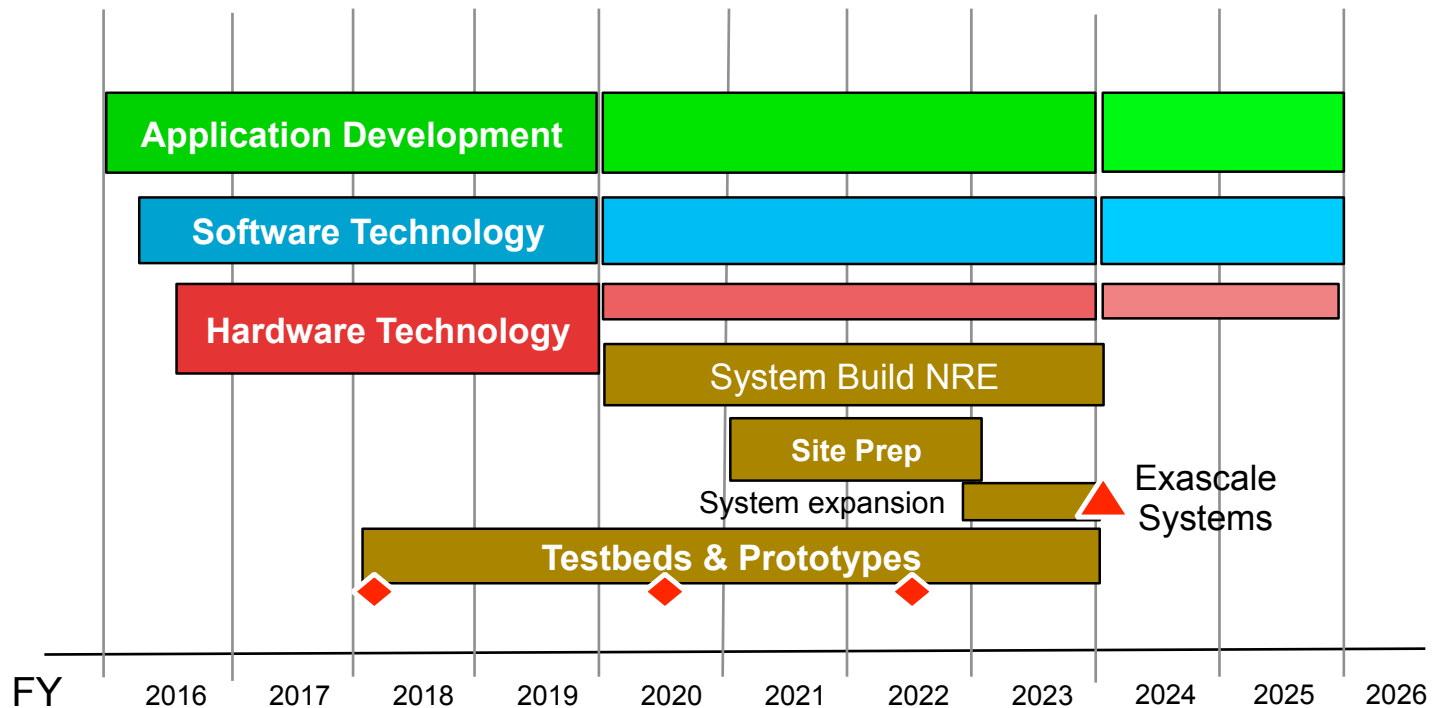 Application Development
Software Technology
Hardware Technology
System Build NRE
Site Prep
System expansion
Exascale
Systems
Testbeds & Prototypes
FY 2016 2017 2018 2019 2020 2021 2022 2023 2024 2025 2026